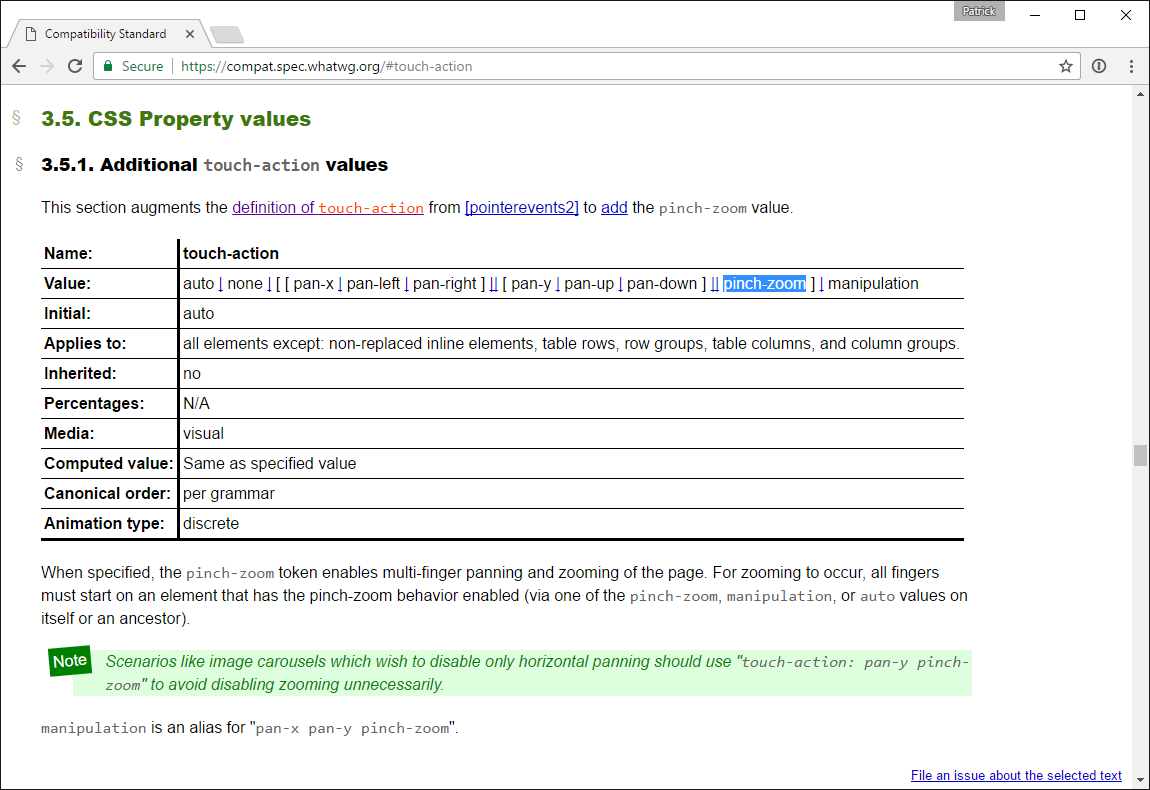 Patrick
Compatibility Standard
Secure https://compat.spec.whatwg.org/#touch-action
§ 3.5. CSS Property values
§ 3.5.1. Additional touch-action values
This section augments the definition of touch-action from [pointerevents2] to add the pinch-zoom value.
Name: touch-action
Value: auto | none | [ [ pan-x | pan-left | pan-right ] || [ pan-y | pan-up | pan-down ] || pinch-zoom ] | manipulation
Initial: auto
Applies to: all elements except: non-replaced inline elements, table rows, row groups, table columns, and column groups.
Inherited: no
Percentages: N/A
Media: visual
Computed value: Same as specified value
Canonical order: per grammar
Animation type: discrete
When specified, the pinch-zoom token enables multi-finger panning and zooming of the page. For zooming to occur, all fingers
must start on an element that has the pinch-zoom behavior enabled (via one of the pinch-zoom, manipulation, or auto values on
itself or an ancestor).
Note Scenarios like image carousels which wish to disable only horizontal panning should use "touch-action: pan-y pinch-
zoom" to avoid disabling zooming unnecessarily.
manipulation is an alias for "pan-x pan-y pinch-zoom".
File an issue about the selected text